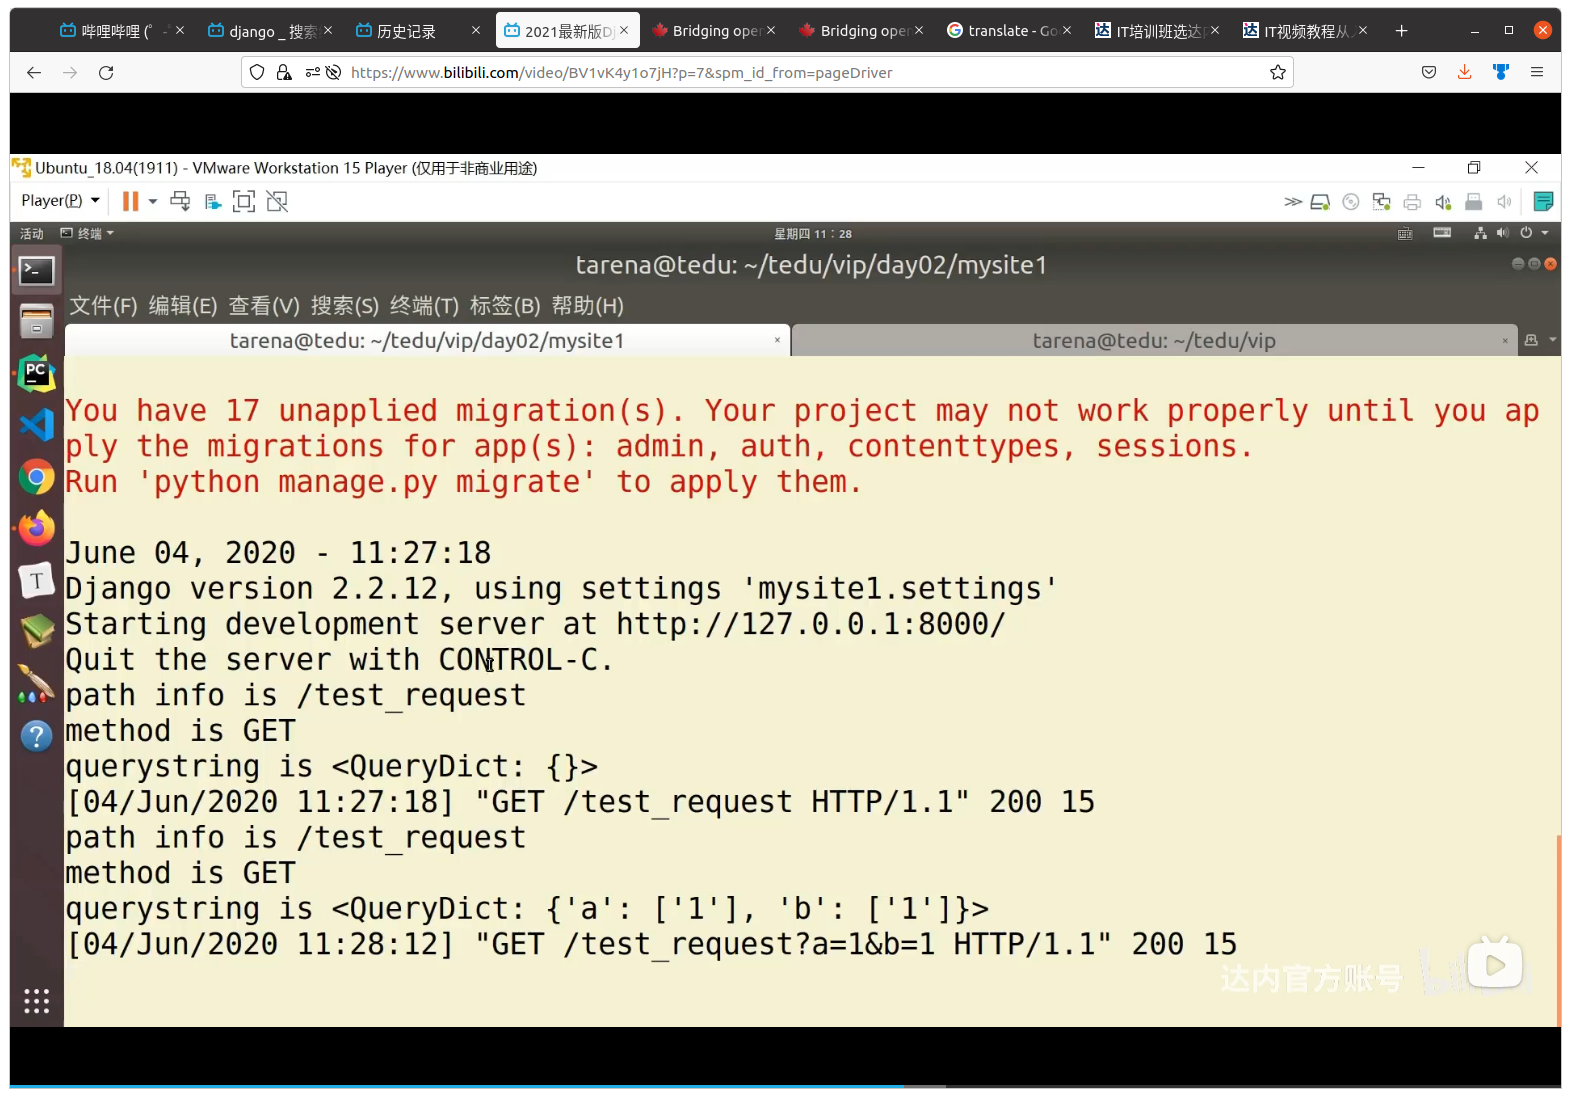 哔哩哔哩 (゜-
django _ 搜索
历史记录
2021最新版Dj
Bridging oper
Bridging oper
translate - Go
IT培训班选达内
IT视频教程从入
https://www.bilibili.com/video/BV1vK4y1o7jH?p=7&spm_id_from=pageDriver
Ubuntu_18.04(1911) - VMware Workstation 15 Player (仅用于非商业用途)
Player(P)
活动 终端 星期四 11：28
tarena@tedu: ~/tedu/vip/day02/mysite1
文件(F) 编辑(E) 查看(V) 搜索(S) 终端(T) 标签(B) 帮助(H)
tarena@tedu: ~/tedu/vip/day02/mysite1
tarena@tedu: ~/tedu/vip
You have 17 unapplied migration(s). Your project may not work properly until you ap
ply the migrations for app(s): admin, auth, contenttypes, sessions.
Run 'python manage.py migrate' to apply them.
June 04, 2020 - 11:27:18
Django version 2.2.12, using settings 'mysite1.settings'
Starting development server at http://127.0.0.1:8000/
Quit the server with CONTROL-C.
path info is /test_request
method is GET
querystring is <QueryDict: {}>
[04/Jun/2020 11:27:18] "GET /test_request HTTP/1.1" 200 15
path info is /test_request
method is GET
querystring is <QueryDict: {'a': ['1'], 'b': ['1']}>
[04/Jun/2020 11:28:12] "GET /test_request?a=1&b=1 HTTP/1.1" 200 15
达内官方账号